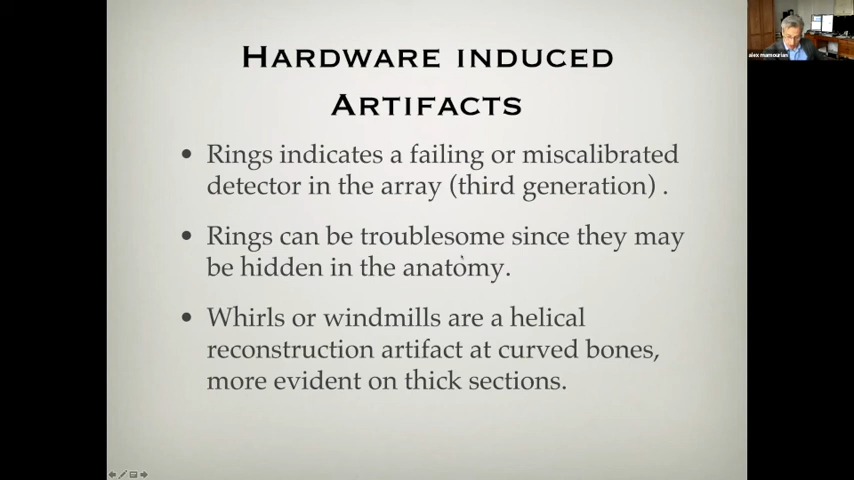 HARDWARE INDUCED
ARTIFACTS
• Rings indicates a failing or miscalibrated
detector in the array (third generation) .
• Rings can be troublesome since they may
be hidden in the anatomy.
• Whirls or windmills are a helical
reconstruction artifact at curved bones,
more evident on thick sections.
alex mamourian